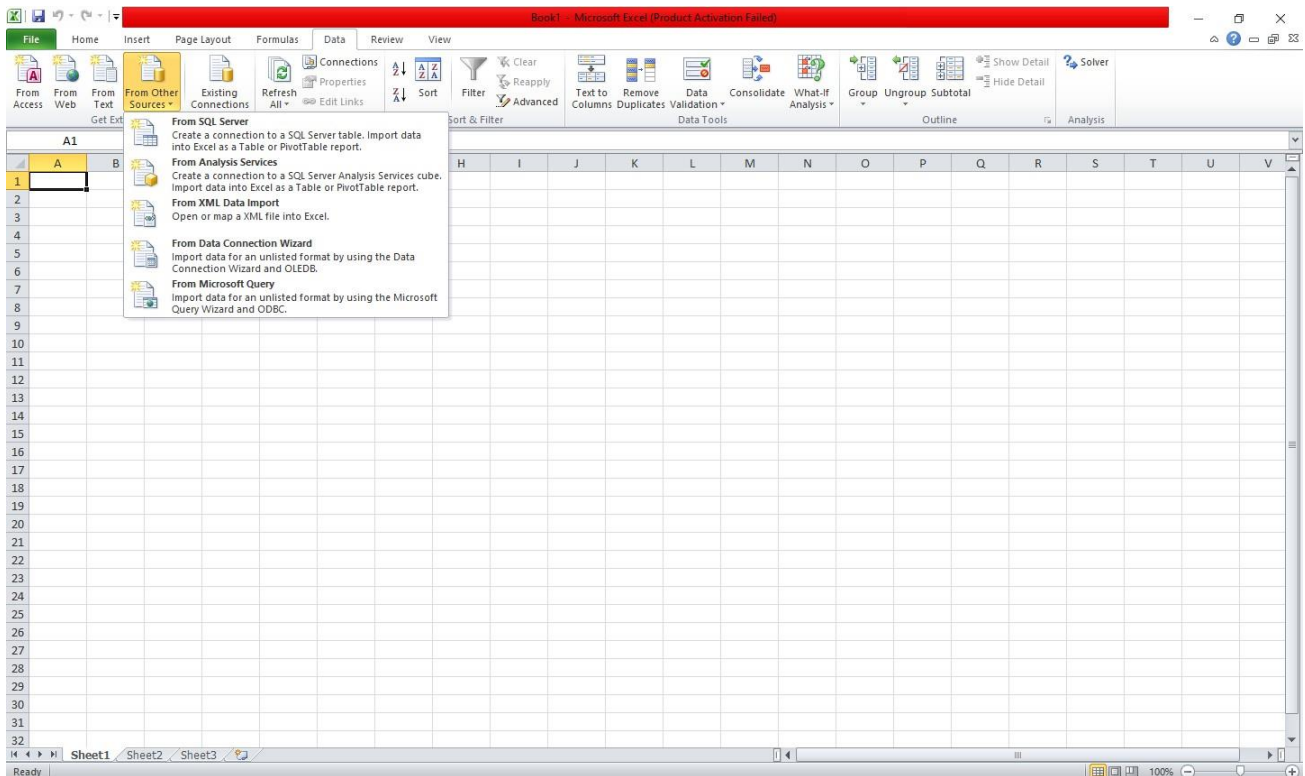 Book1 - Microsoft Excel (Product Activation Failed)
File Home Insert Page Layout Formulas Data Review View
From Access
From Web
From Text
From Other Sources
Existing Connections
Get Ext
Refresh All
Connections
Properties
Edit Links
Sort
Filter
Clear
Reapply
Advanced
Sort & Filter
Text to Columns
Remove Duplicates
Data Validation
Consolidate
What-If Analysis
Data Tools
Group
Ungroup
Subtotal
Show Detail
Hide Detail
Outline
Solver
Analysis
A1
From SQL Server
Create a connection to a SQL Server table. Import data
into Excel as a Table or PivotTable report.
From Analysis Services
Create a connection to a SQL Server Analysis Services cube.
Import data into Excel as a Table or PivotTable report.
From XML Data Import
Open or map a XML file into Excel.
From Data Connection Wizard
Import data for an unlisted format by using the Data
Connection Wizard and OLEDB.
From Microsoft Query
Import data for an unlisted format by using the Microsoft
Query Wizard and ODBC.
A B H I J K L M N O P Q R S T U V
1
2
3
4
5
6
7
8
9
10
11
12
13
14
15
16
17
18
19
20
21
22
23
24
25
26
27
28
29
30
31
32
Sheet1 Sheet2 Sheet3
Ready 100%